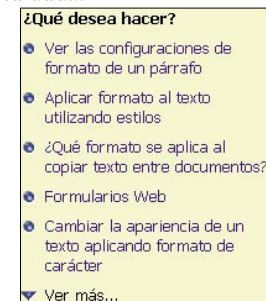 ¿Qué desea hacer?
Ver las configuraciones de
formato de un párrafo
Aplicar formato al texto
utilizando estilos
¿Qué formato se aplica al
copiar texto entre documentos?
Formularios Web
Cambiar la apariencia de un
texto aplicando formato de
carácter
Ver más...